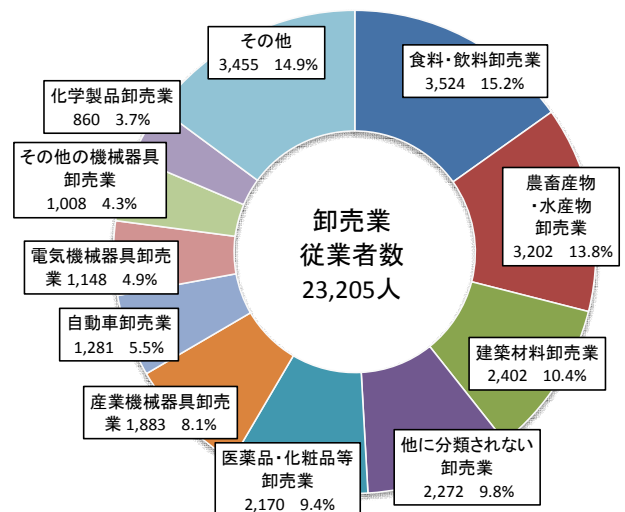 その他
3,455 14.9%
食料・飲料卸売業
3,524 15.2%
農畜産物
・水産物
卸売業
3,202 13.8%
建築材料卸売業
2,402 10.4%
他に分類されない
卸売業
2,272 9.8%
医薬品・化粧品等
卸売業
2,170 9.4%
産業機械器具卸売
業 1,883 8.1%
自動車卸売業
1,281 5.5%
電気機械器具卸売
業 1,148 4.9%
その他の機械器具
卸売業
1,008 4.3%
化学製品卸売業
860 3.7%
卸売業
従業者数
23,205人